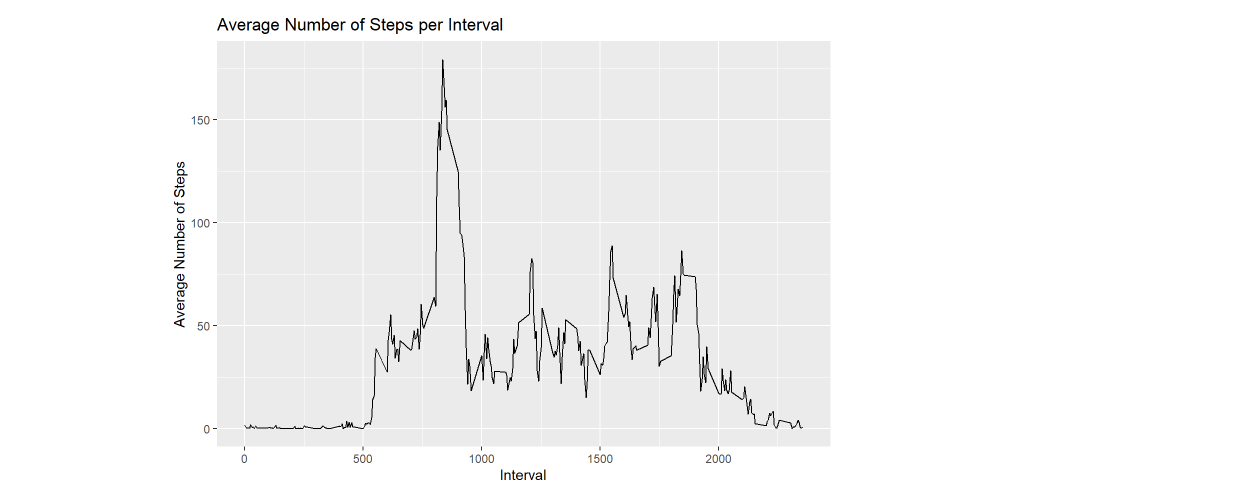 Average Number of Steps per Interval
Average Number of Steps
150
100
50
0
0 500 1000 1500 2000
Interval